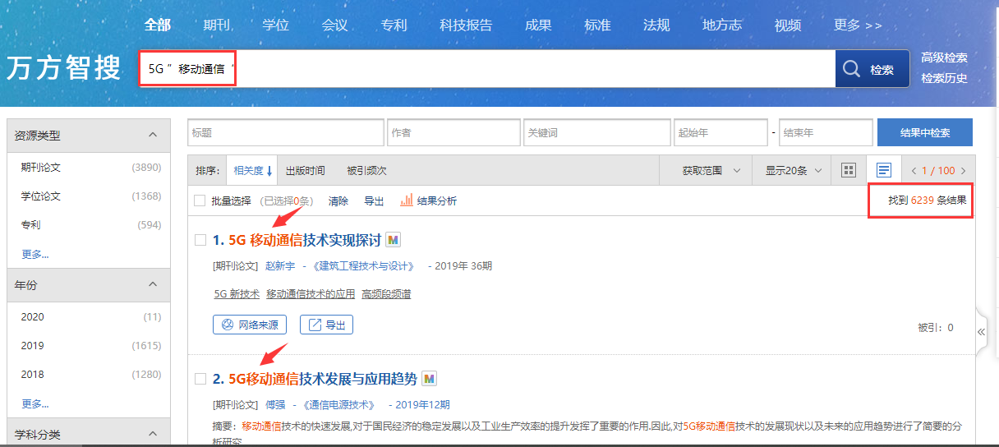 全部 期刊 学位 会议 专利 科技报告 成果 标准 法规 地方志 视频 更多 >>
万方智搜 5G ＂移动通信＂ 检索 高级检索
检索历史
标题 作者 关键词 起始年 - 结束年 结果中检索
资源类型
期刊论文 (3890)
学位论文 (1368)
专利 (594)
更多...
年份
2020 (11)
2019 (1615)
2018 (1280)
更多...
学科分类
排序: 相关度 出版时间 被引频次 获取范围 显示20条 < 1 / 100 >
批量选择 (已选择0条) 清除 导出 结果分析 找到 6239 条结果
1. 5G 移动通信技术实现探讨 M
[期刊论文] 赵新宇 - 《建筑工程技术与设计》 - 2019年 36期
5G 新技术 移动通信技术的应用 高频段频谱
网络来源 导出 被引：0
2. 5G移动通信技术发展与应用趋势 M
[期刊论文] 傅强 - 《通信电源技术》 - 2019年12期
摘要：移动通信技术的快速发展,对于国民经济的稳定发展以及工业生产效率的提升发挥了重要的作用.因此,对5G移动通信技术的发展现状以及未来的应用趋势进行了简要的分
析研究